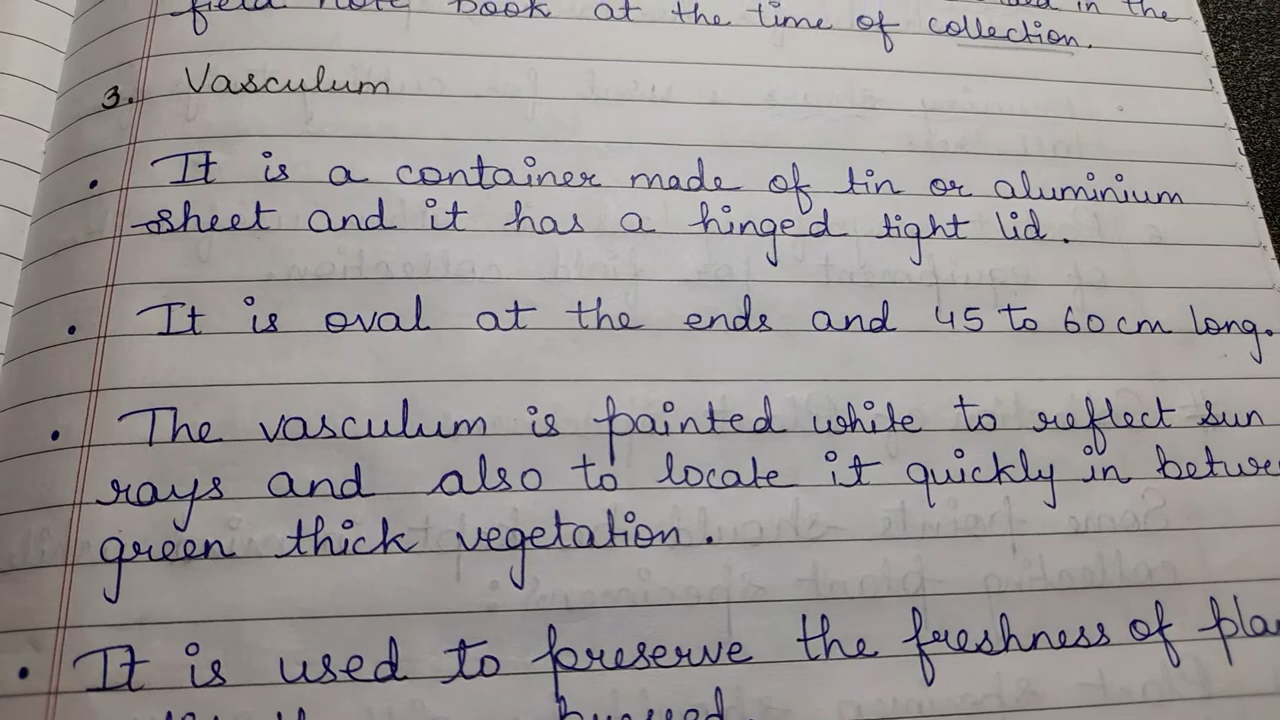 field note book at the time of collection.
in the
3. Vasculum
. It is a container made of tin or aluminium
sheet and it has a hinged tight lid.
. It is oval at the ends and 45 to 60 cm long.
. The vasculum is painted white to reflect sun
rays and also to locate it quickly in betwe
green thick vegetation.
. It is used to preserve the freshness of pla